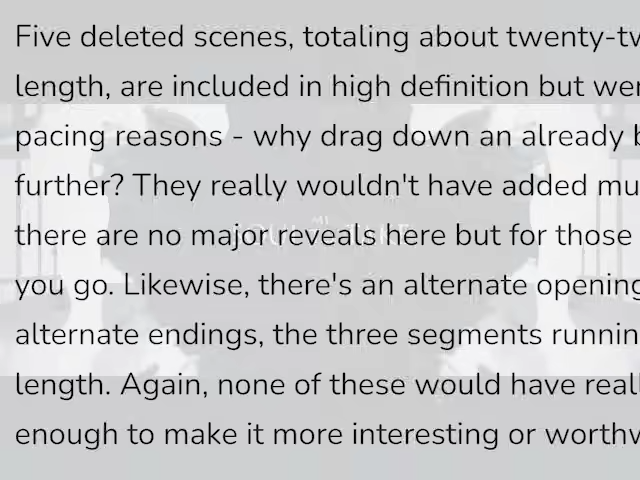 Five deleted scenes, totaling about twenty-tw
length, are included in high definition but wer
pacing reasons - why drag down an already b
further? They really wouldn't have added mu
there are no major reveals here but for those
you go. Likewise, there's an alternate opening
alternate endings, the three segments runnin
length. Again, none of these would have reall
enough to make it more interesting or worthw